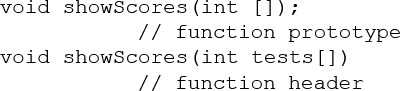 void showScores(int []);
// function prototype
void showScores(int tests[])
// function header